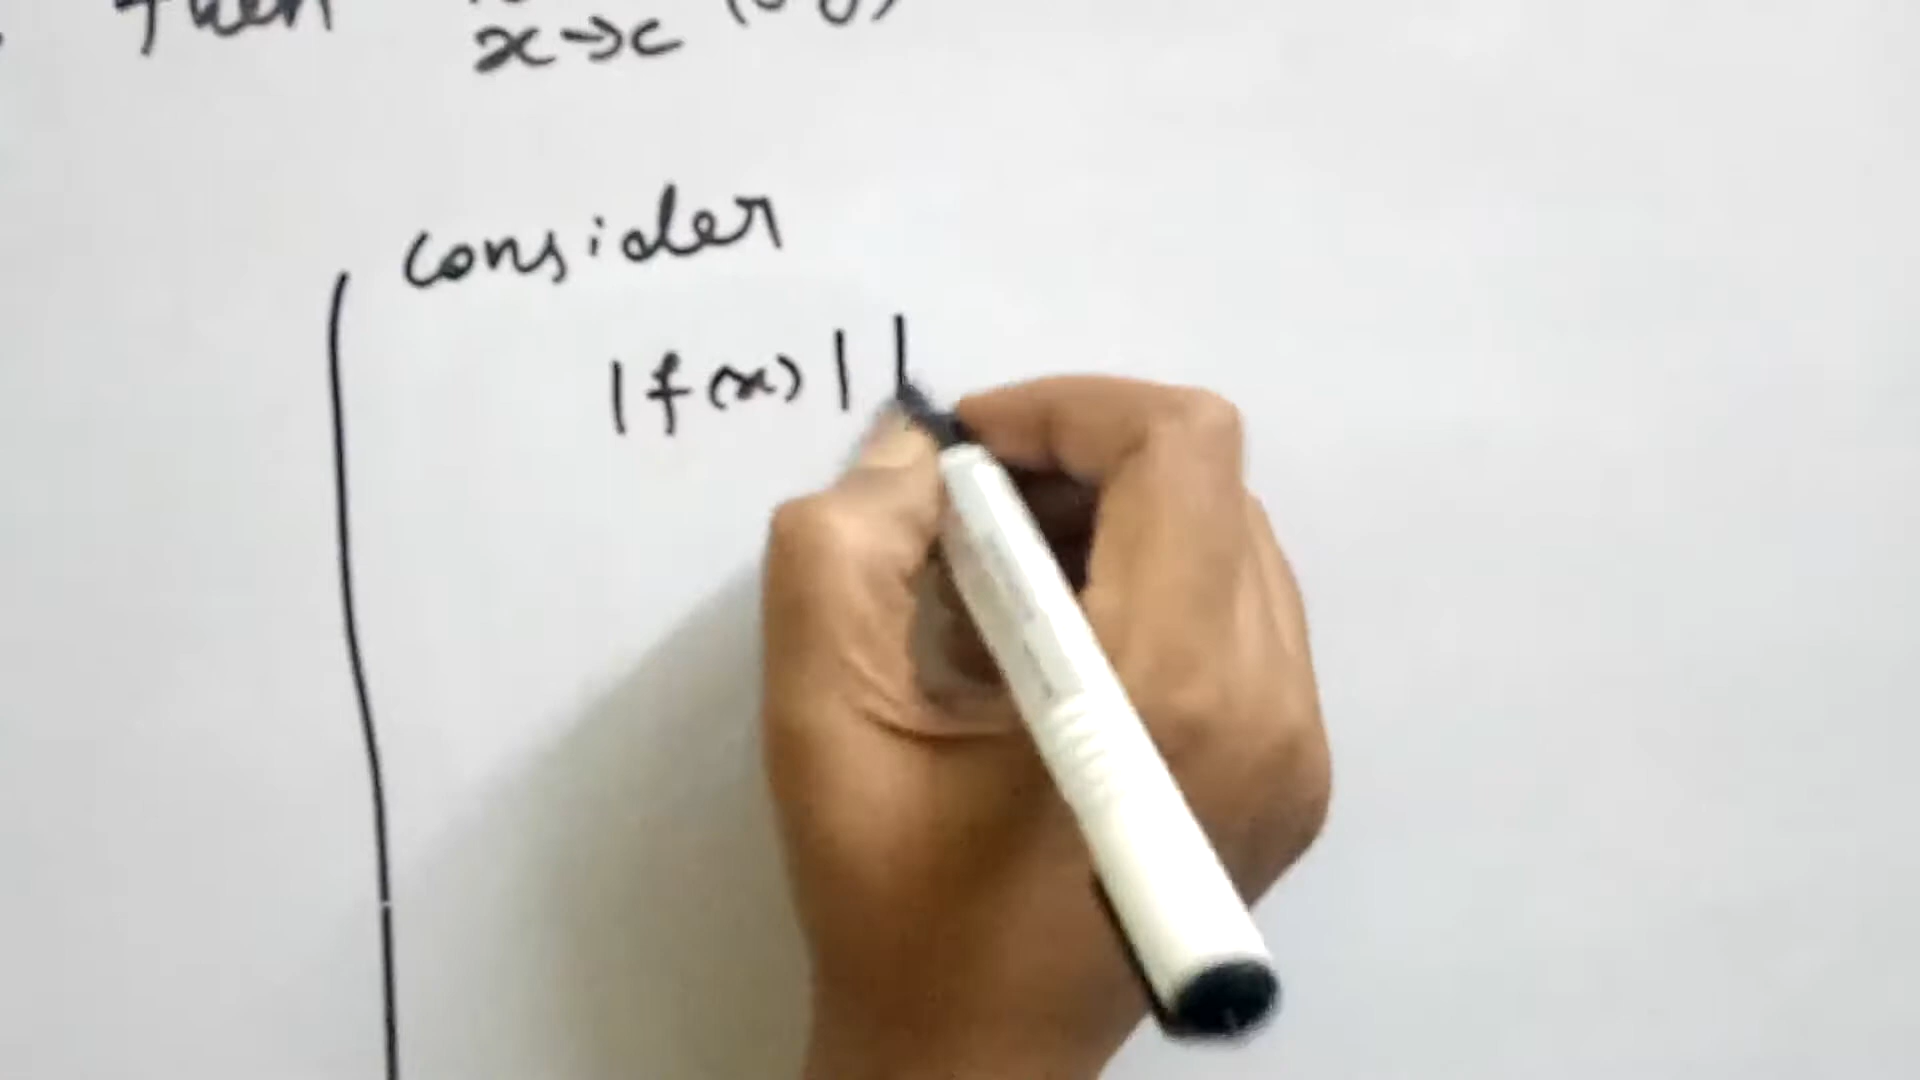 Then
x→c
consider
|f(x)| |